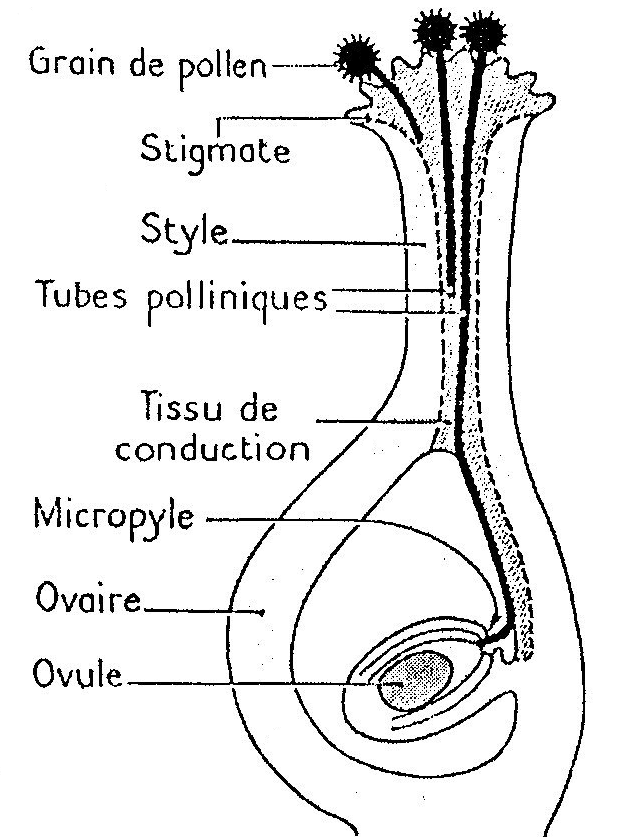 Grain de pollen
Stigmate
Style
Tubes polliniques
Tissu de
conduction
Micropyle
Ovaire
Ovule